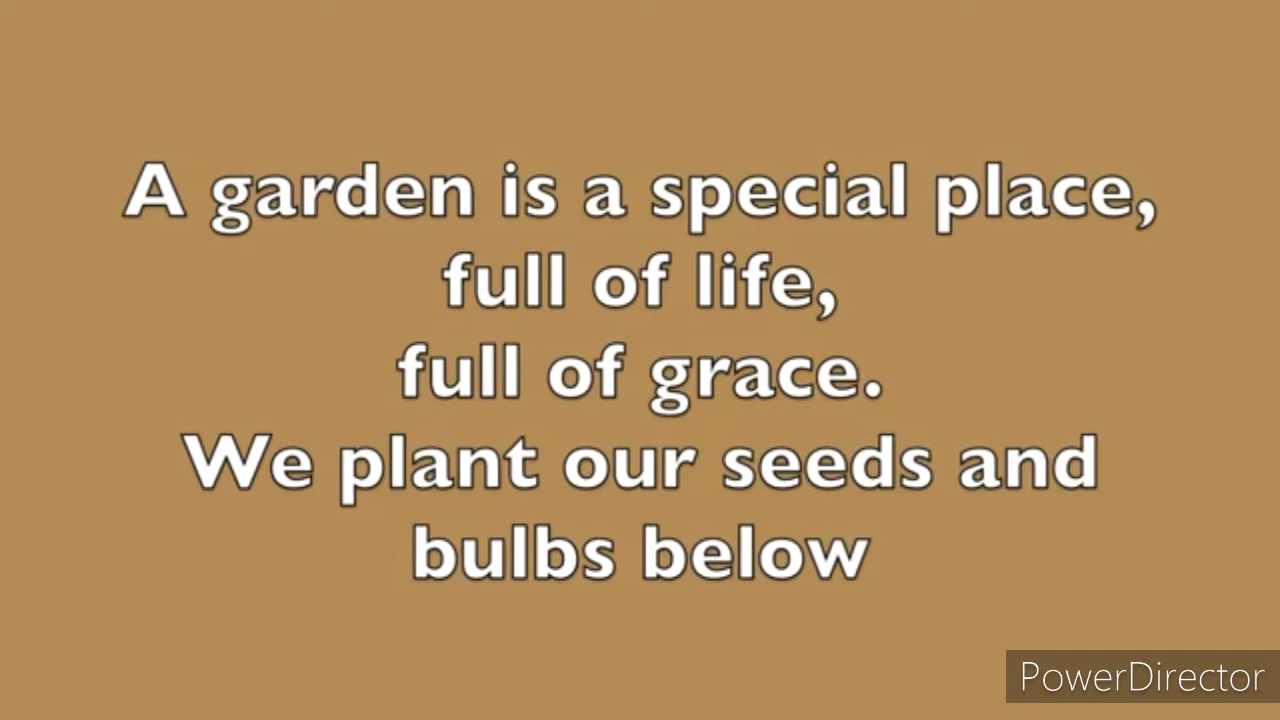 A garden is a special place,
full of life,
full of grace.
We plant our seeds and
bulbs below
PowerDirector